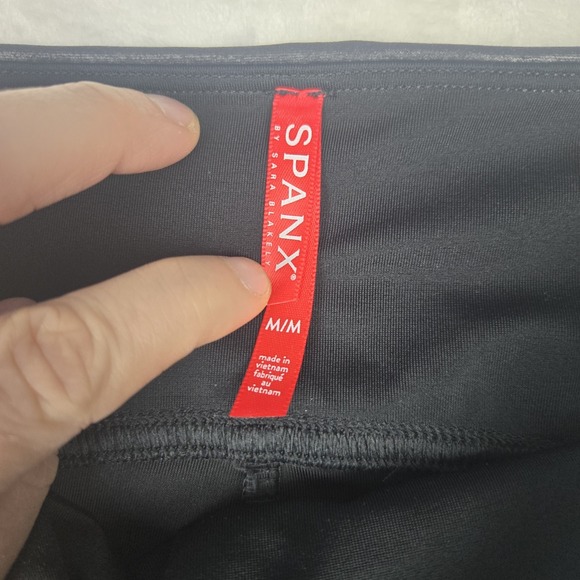 SPANX®
BY SARA BLAKELY
M/M
made in
vietnam
fabriqué
au
vietnam